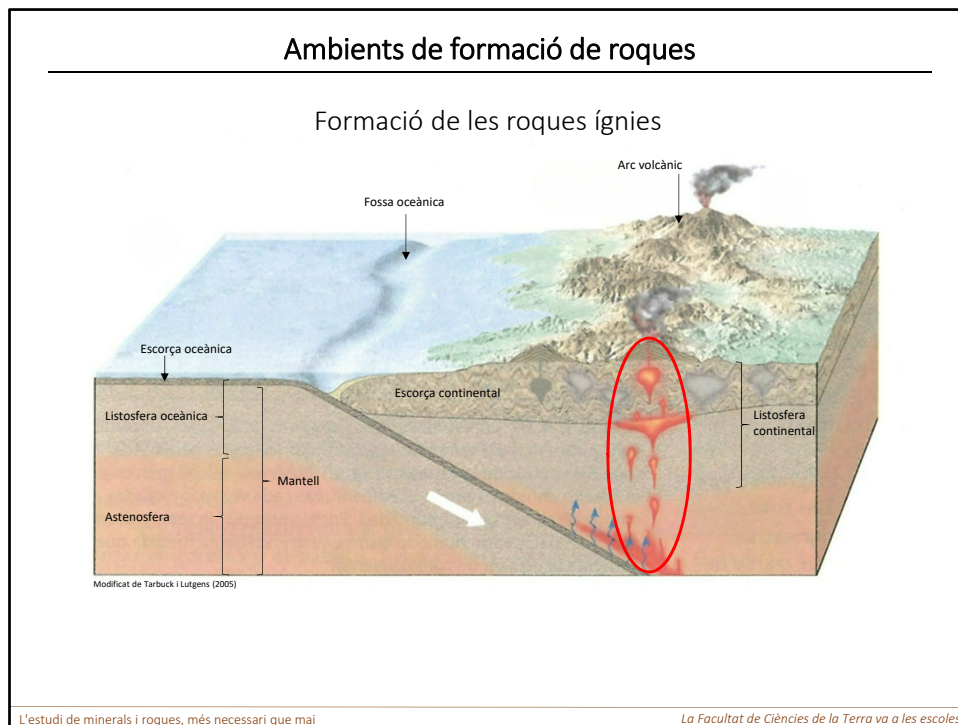 Ambients de formació de roques
Formació de les roques ígnies
Arc volcànic
Fossa oceànica
Escorça oceànica
Escorça continental
Listosfera oceànica
Listosfera
continental
Mantell
Astenosfera
Modificat de Tarbuck i Lutgens (2005)
L'estudi de minerals i roques, més necessari que mai
La Facultat de Ciències de la Terra va a les escoles